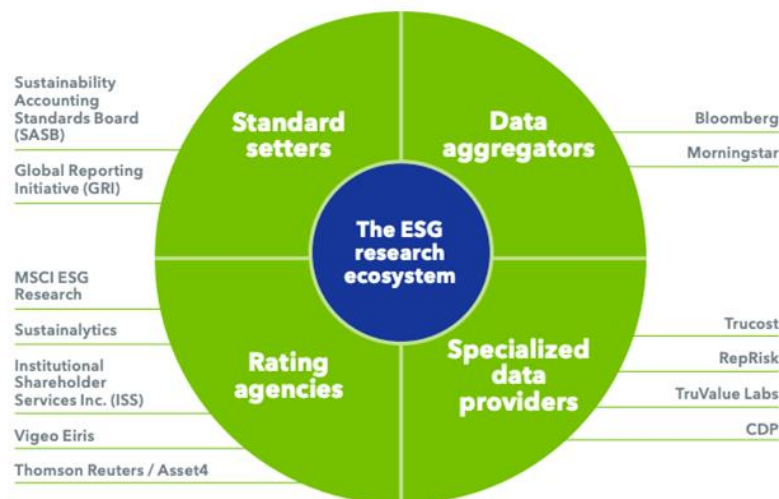 Sustainability
Accounting
Standards Board
(SASB)
Global Reporting
Initiative (GRI)
Standard
setters
Data
aggregators
Bloomberg
Morningstar
The ESG
research
ecosystem
MSCI ESG
Research
Sustainalytics
Institutional
Shareholder
Services Inc. (ISS)
Vigeo Eiris
Thomson Reuters / Asset4
Rating
agencies
Specialized
data
providers
Trucost
RepRisk
TruValue Labs
CDP